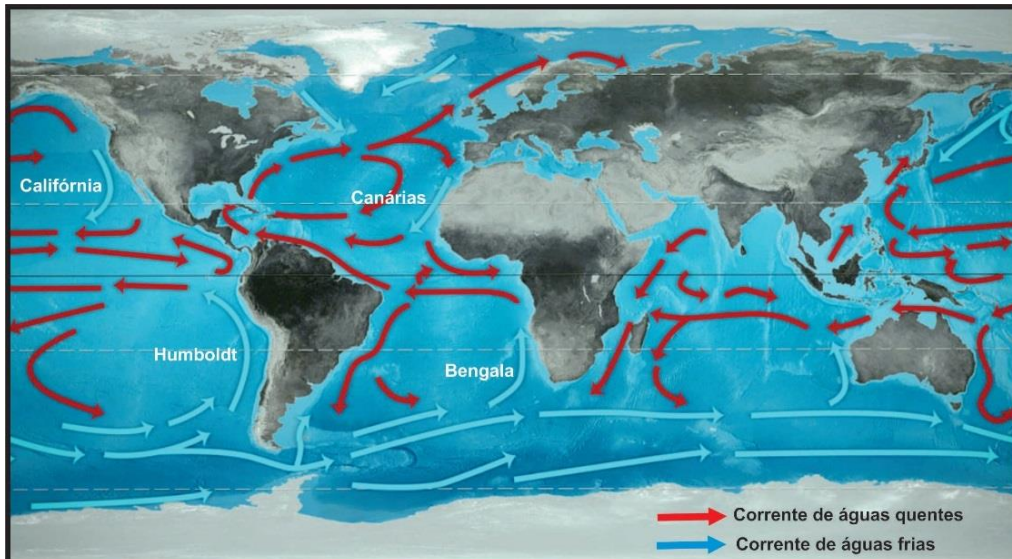 Califórnia
Canárias
Humboldt
Bengala
Corrente de águas quentes
Corrente de águas frias